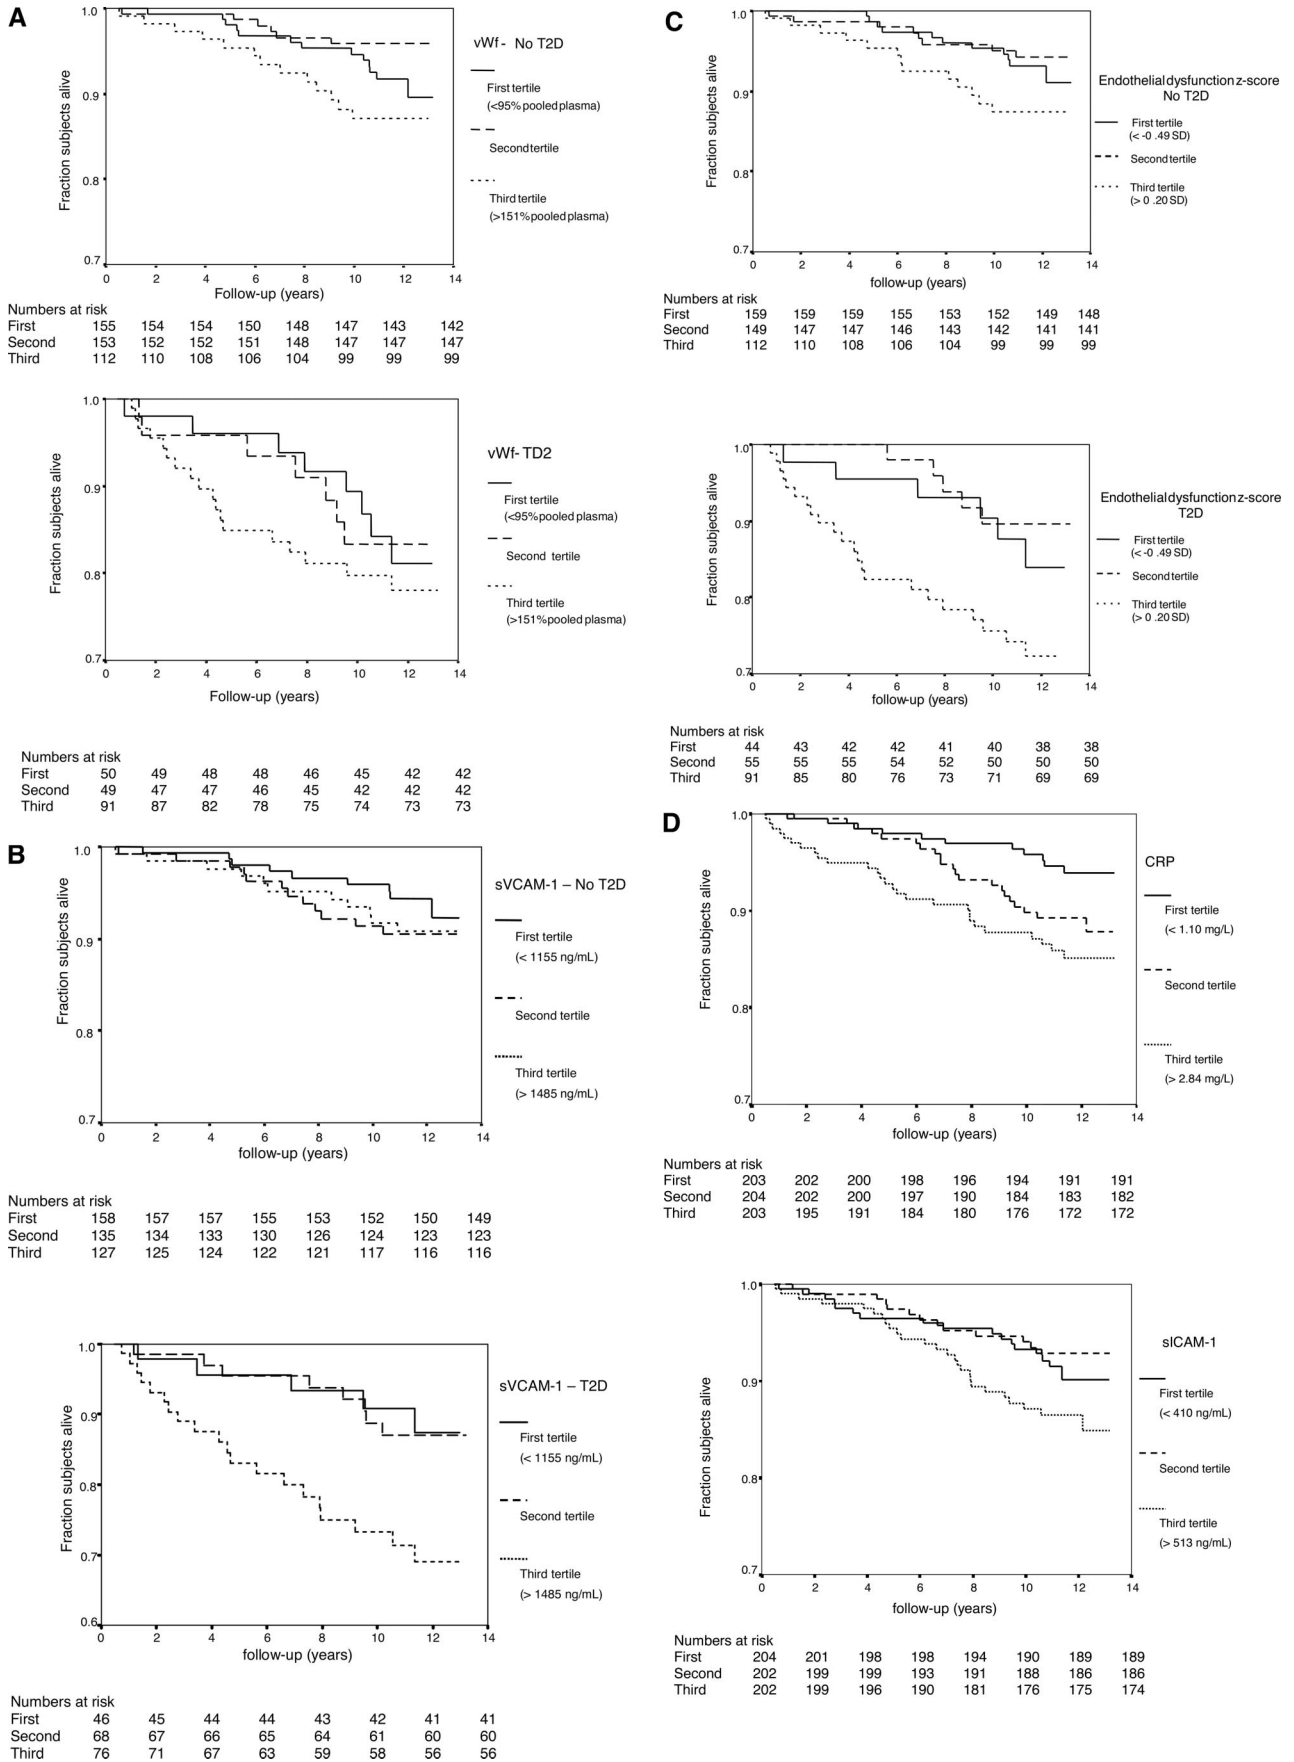 A
1.0
0.9
0.8
0.7
Fraction subjects alive
0 2 4 6 8 10 12 14
Follow-up (years)
vWf - No T2D
First tertile
(<95% pooled plasma)
Second tertile
Third tertile
(>151% pooled plasma)
Numbers at risk
First 155 154 154 150 148 147 143 142
Second 153 152 152 151 148 147 147 147
Third 112 110 108 106 104 99 99 99
1.0
0.9
0.8
0.7
Fraction subjects alive
0 2 4 6 8 10 12 14
Follow-up (years)
vWf- TD2
First tertile
(<95% pooled plasma)
Second tertile
Third tertile
(>151% pooled plasma)
Numbers at risk
First 50 49 48 48 46 45 42 42
Second 49 47 47 46 45 42 42 42
Third 91 87 82 78 75 74 73 73
B
1.0
0.9
0.8
0.7
Fraction subjects alive
0 2 4 6 8 10 12 14
follow-up (years)
sVCAM-1 – No T2D
First tertile
(< 1155 ng/mL)
Second tertile
Third tertile
(> 1485 ng/mL)
Numbers at risk
First 158 157 157 155 153 152 150 149
Second 135 134 133 130 126 124 123 123
Third 127 125 124 122 121 117 116 116
1.0
0.9
0.8
0.7
0.6
Fraction subjects alive
0 2 4 6 8 10 12 14
follow-up (years)
sVCAM-1 – T2D
First tertile
(< 1155 ng/mL)
Second tertile
Third tertile
(> 1485 ng/mL)
Numbers at risk
First 46 45 44 44 43 42 41 41
Second 68 67 66 65 64 61 60 60
Third 76 71 67 63 59 58 56 56
C
1.0
0.9
0.8
0.7
Fraction subjects alive
0 2 4 6 8 10 12 14
follow-up (years)
Endothelial dysfunction z-score
No T2D
First tertile
(< -0 .49 SD)
Second tertile
Third tertile
(> 0 .20 SD)
Numbers at risk
First 159 159 159 155 153 152 149 148
Second 149 147 147 146 143 142 141 141
Third 112 110 108 106 104 99 99 99
1.0
0.9
0.8
0.7
Fraction subjects alive
0 2 4 6 8 10 12 14
follow-up (years)
Endothelial dysfunction z-score
T2D
First tertile
(< -0 .49 SD)
Second tertile
Third tertile
(> 0 .20 SD)
Numbers at risk
First 44 43 42 42 41 40 38 38
Second 55 55 55 54 52 50 50 50
Third 91 85 80 76 73 71 69 69
D
1.0
0.9
0.8
0.7
Fraction subjects alive
0 2 4 6 8 10 12 14
follow-up (years)
CRP
First tertile
(< 1.10 mg/L)
Second tertile
Third tertile
(> 2.84 mg/L)
Numbers at risk
First 203 202 200 198 196 194 191 191
Second 204 202 200 197 190 184 183 182
Third 203 195 191 184 180 176 172 172
1.0
0.9
0.8
0.7
Fraction subjects alive
0 2 4 6 8 10 12 14
follow-up (years)
sICAM-1
First tertile
(< 410 ng/mL)
Second tertile
Third tertile
(> 513 ng/mL)
Numbers at risk
First 204 201 198 198 194 190 189 189
Second 202 199 199 193 191 188 186 186
Third 202 199 196 190 181 176 175 174